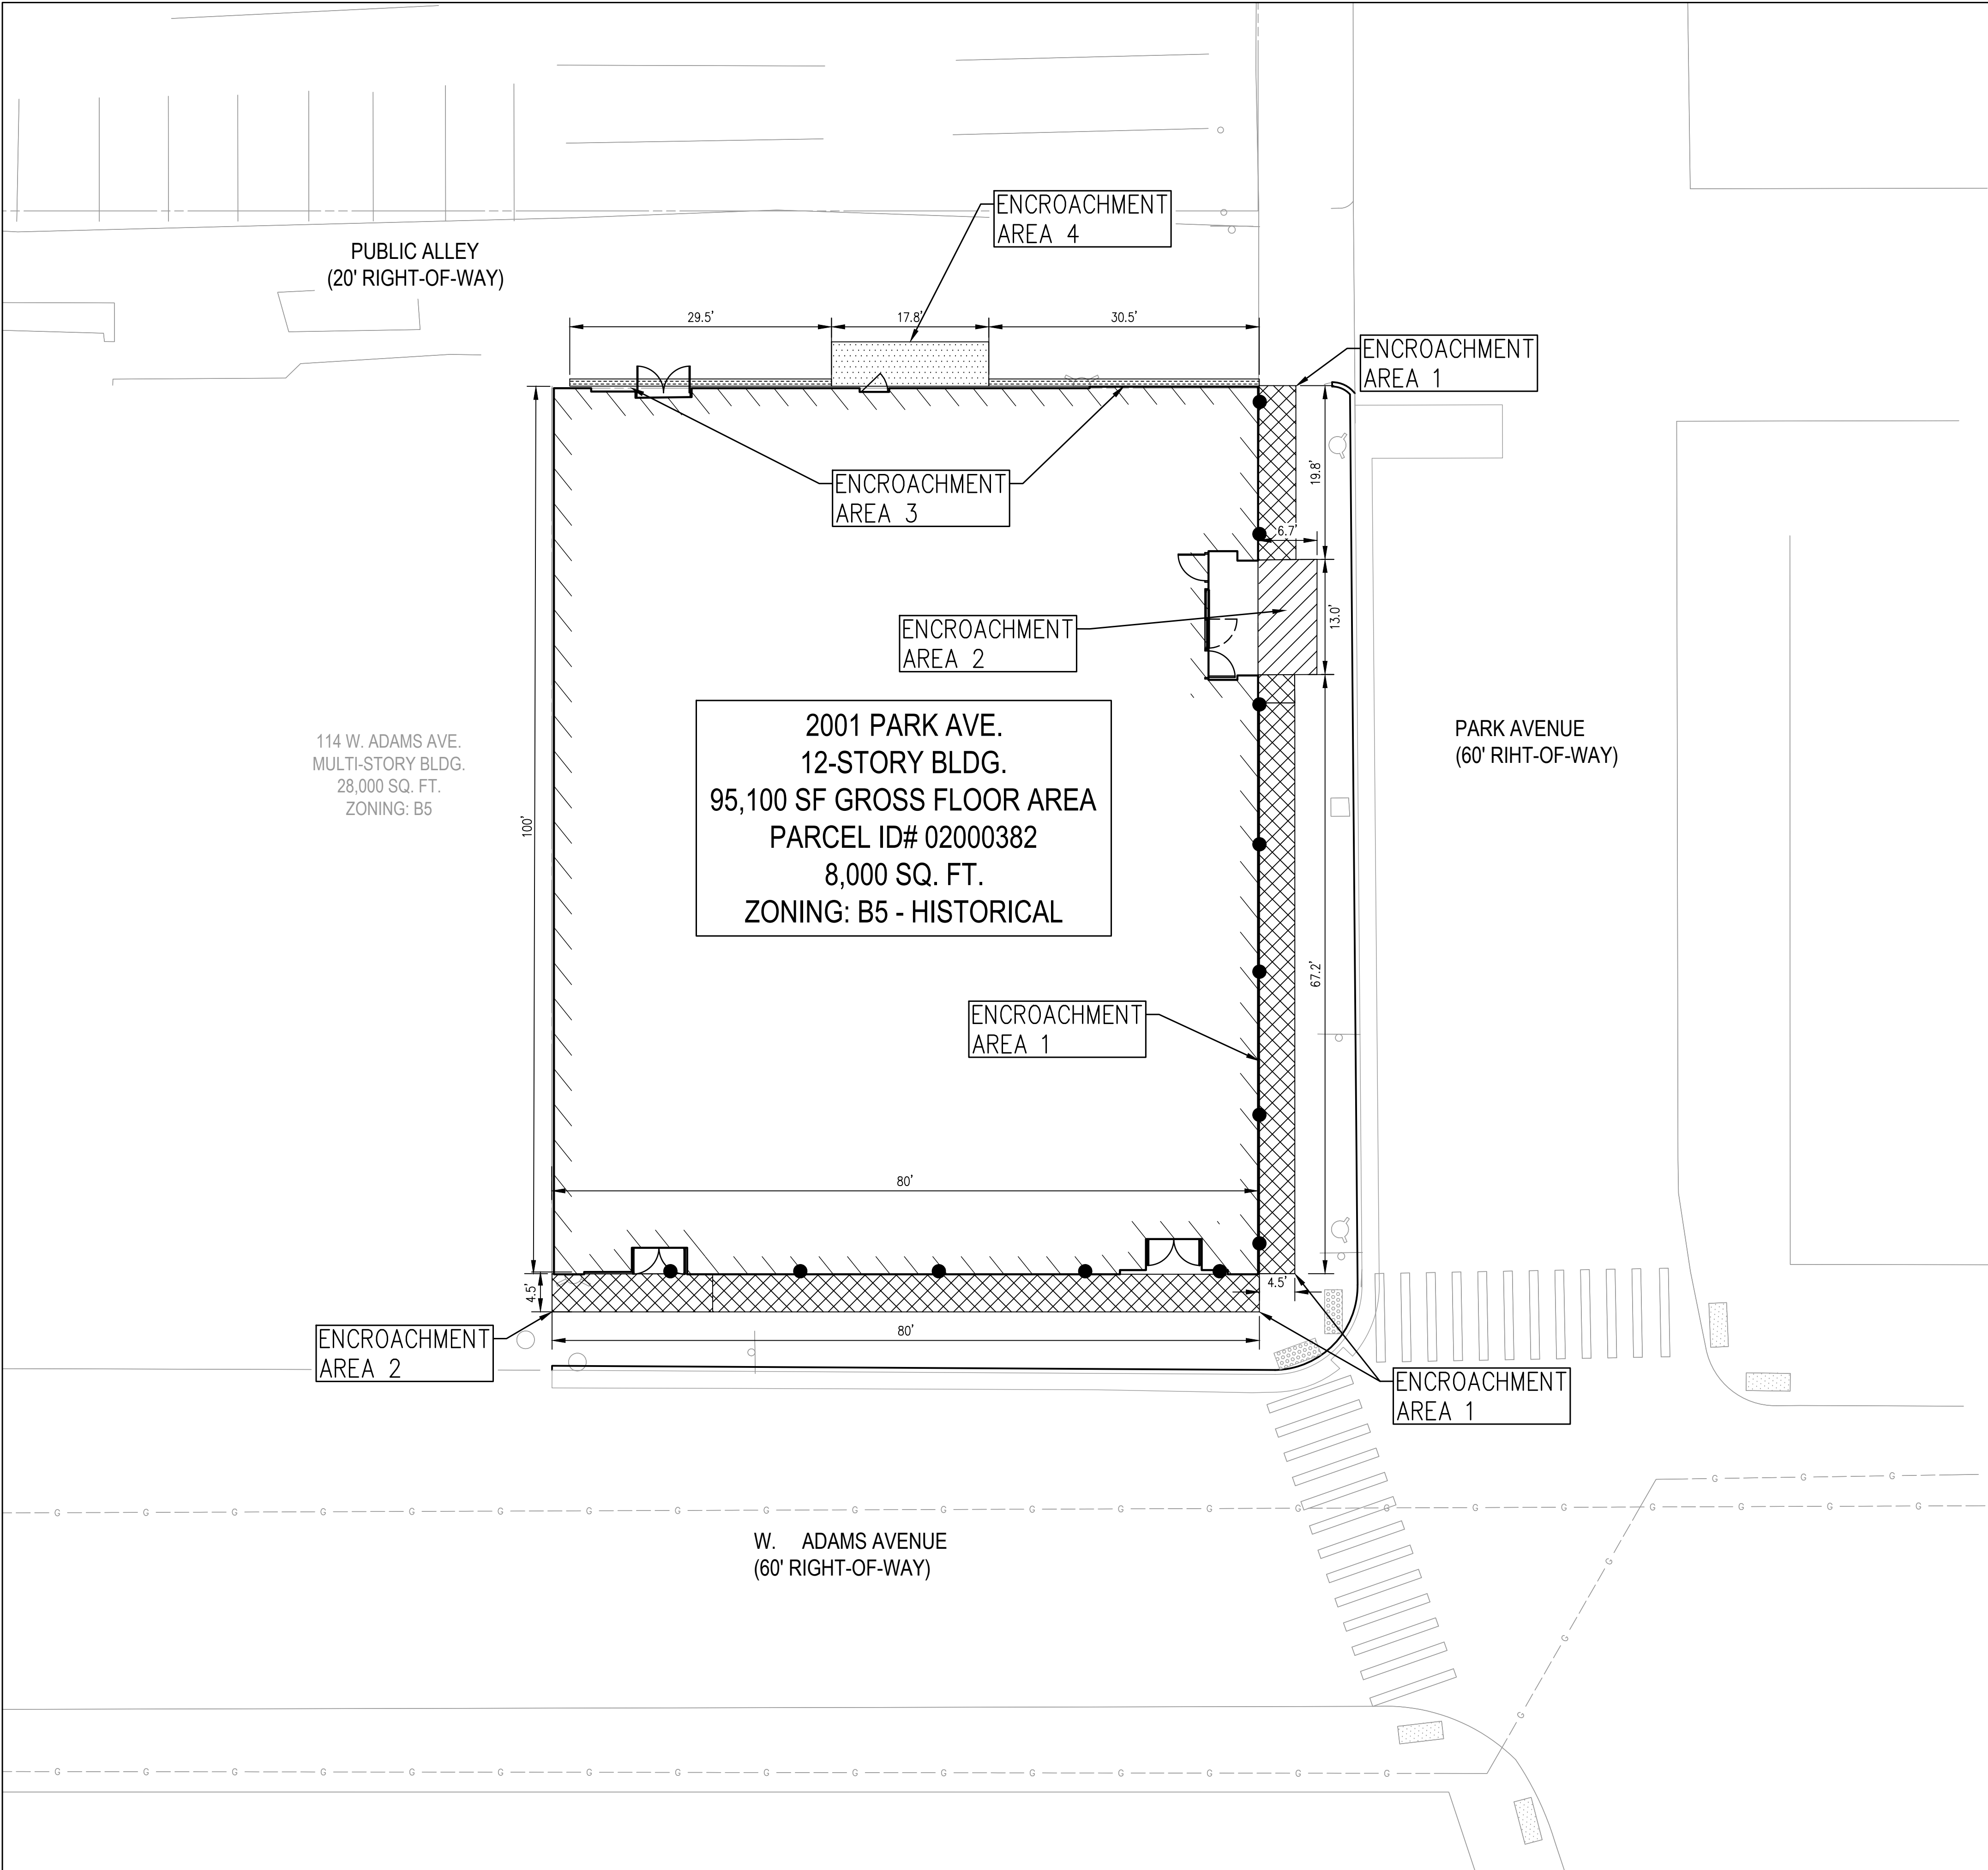 ENCROACHMENT
AREA 4
PUBLIC ALLEY
(20' RIGHT-OF-WAY)
29.5'
17.8'
30.5'
ENCROACHMENT
AREA 1
19.8'
ENCROACHMENT
AREA 3
6.7'
13.0'
ENCROACHMENT
AREA 2
2001 PARK AVE.
12-STORY BLDG.
95,100 SF GROSS FLOOR AREA
PARCEL ID# 02000382
8,000 SQ. FT.
ZONING: B5 - HISTORICAL
114 W. ADAMS AVE.
MULTI-STORY BLDG.
28,000 SQ. FT.
ZONING: B5
PARK AVENUE
(60' RIHT-OF-WAY)
100'
67.2'
ENCROACHMENT
AREA 1
80'
4.5'
4.5'
80'
ENCROACHMENT
AREA 2
ENCROACHMENT
AREA 1
G G G
G G G G G G G G G G G G G G G G G G G G G G
W. ADAMS AVENUE
(60' RIGHT-OF-WAY)
G
G
G
G G G G G G G G G G G G G G G G